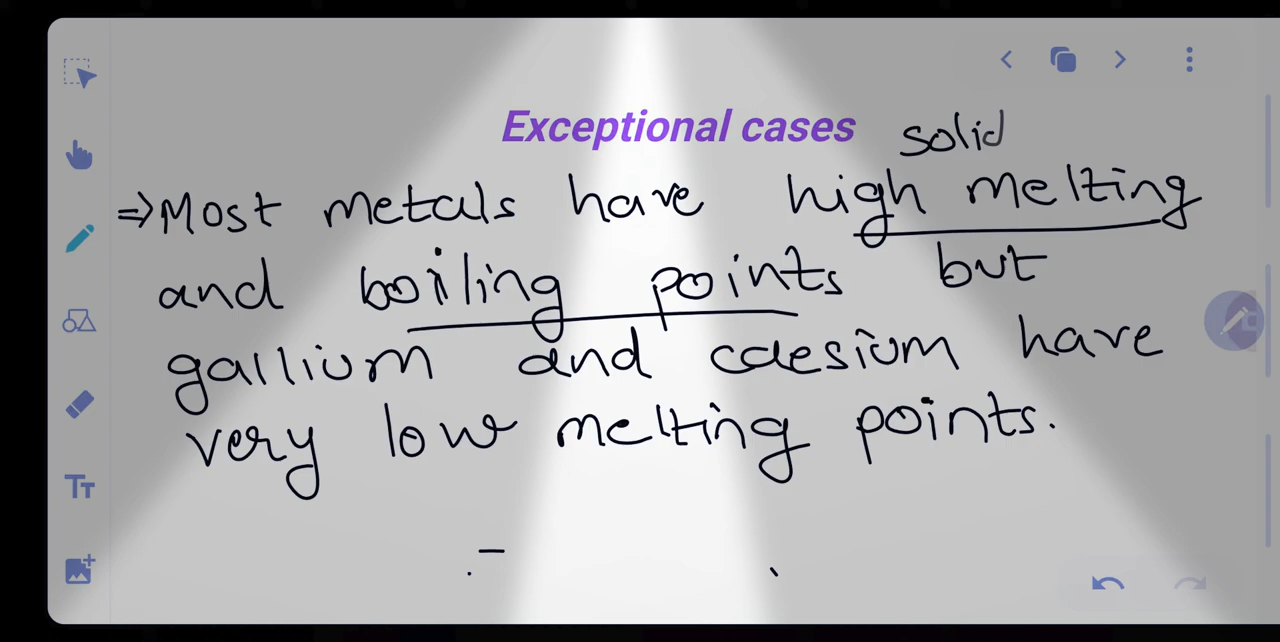 Exceptional cases
solid
⇒ Most metals have high melting
and boiling points but
gallium and caesium have
very low melting points.
Tт